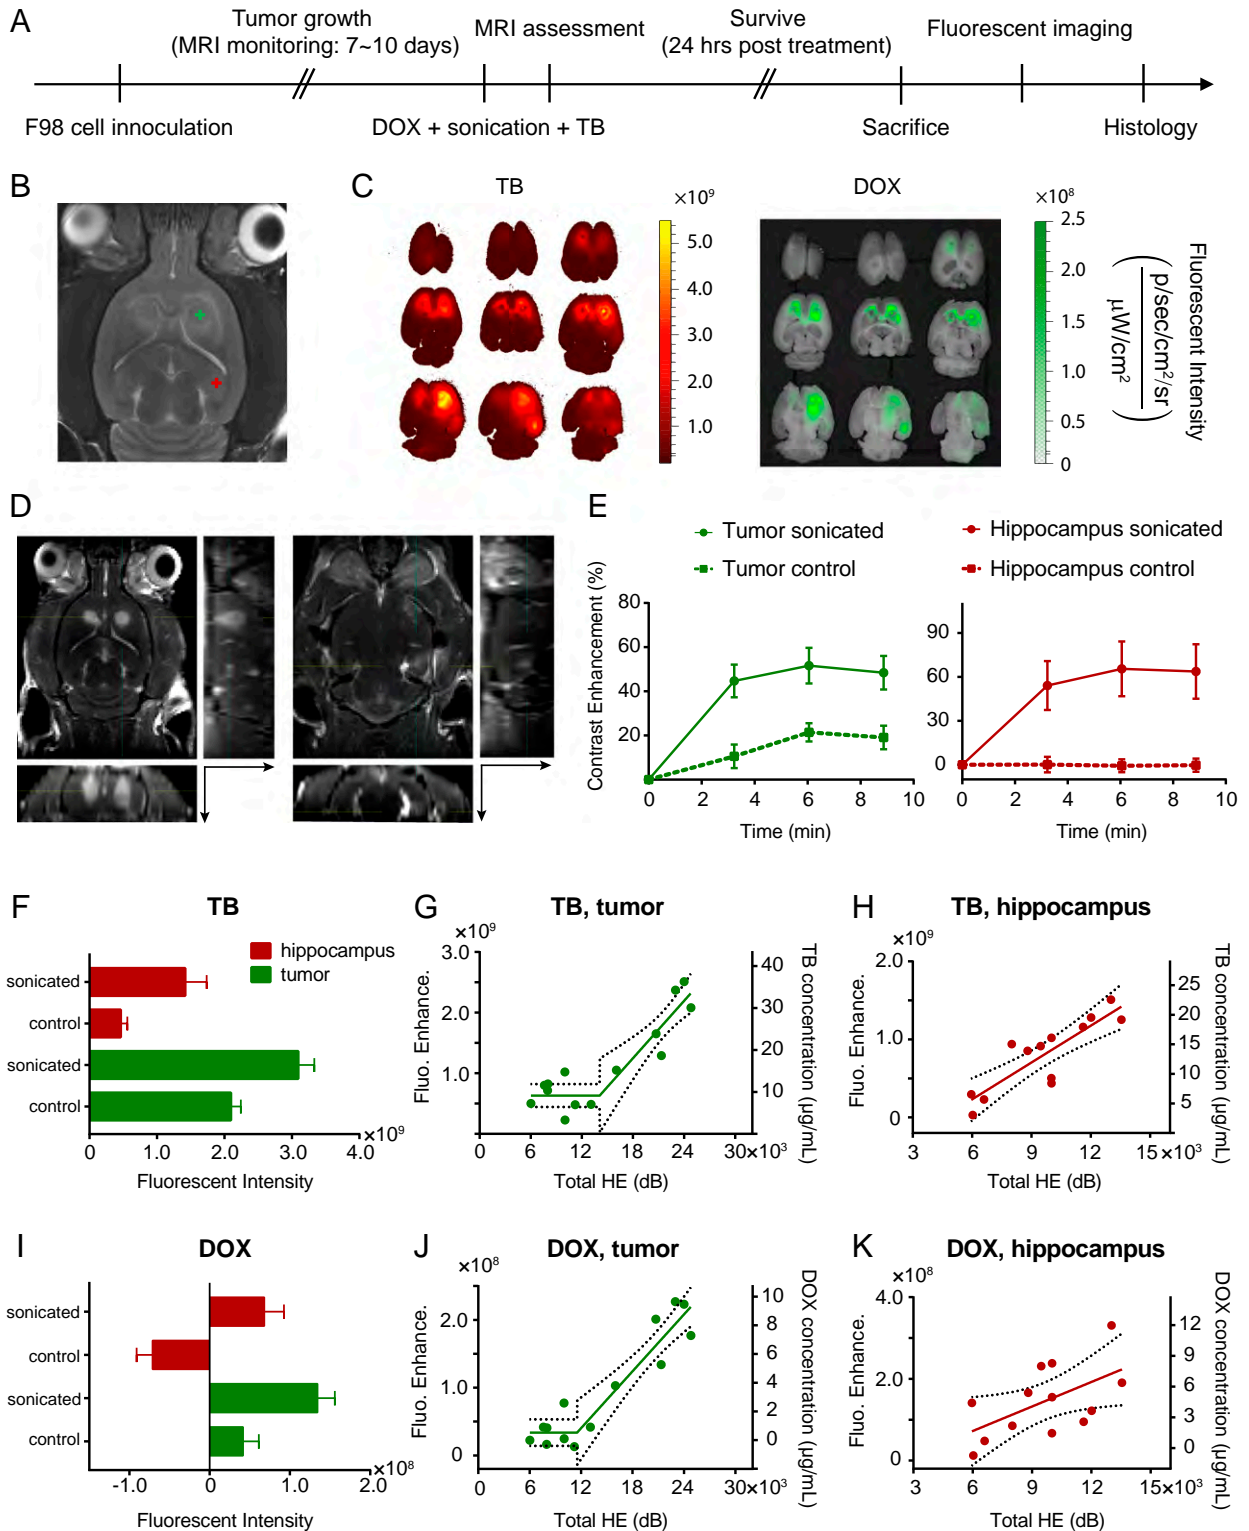 A
Tumor growth
(MRI monitoring: 7~10 days)
MRI assessment
Survive
(24 hrs post treatment)
Fluorescent imaging
F98 cell innoculation
DOX + sonication + TB
Sacrifice
Histology
B
C
TB
×10⁹
5.0
4.0
3.0
2.0
1.0
DOX
×10⁸
2.5
2.0
1.5
1.0
0.5
0
Fluorescent Intensity
(p/sec/cm²/sr
μW/cm²)
D
E
Tumor sonicated
Tumor control
Hippocampus sonicated
Hippocampus control
Contrast Enhancement (%)
80
60
40
20
0 2 4 6 8 10
Time (min)
90
60
30
0
0 2 4 6 8 10
Time (min)
F
TB
hippocampus
tumor
sonicated
control
sonicated
control
0 1.0 2.0 3.0 4.0 ×10⁹
Fluorescent Intensity
G
TB, tumor
×10⁹
Fluo. Enhance.
3.0
2.0
1.0
40
30
20
10
0
TB concentration (μg/mL)
0 6 12 18 24 30×10³
Total HE (dB)
H
TB, hippocampus
×10⁹
Fluo. Enhance.
2.0
1.0
0
25
20
15
10
5
TB concentration (μg/mL)
3 6 9 12 15×10³
Total HE (dB)
I
DOX
sonicated
control
sonicated
control
-1.0 0 1.0 2.0 ×10⁸
Fluorescent Intensity
J
DOX, tumor
×10⁸
Fluo. Enhance.
2.0
1.0
0
10
8
6
4
2
0
DOX concentration (μg/mL)
0 6 12 18 24 30×10³
Total HE (dB)
K
DOX, hippocampus
×10⁸
Fluo. Enhance.
4.0
2.0
0
12
9
6
3
0
DOX concentration (μg/mL)
3 6 9 12 15×10³
Total HE (dB)